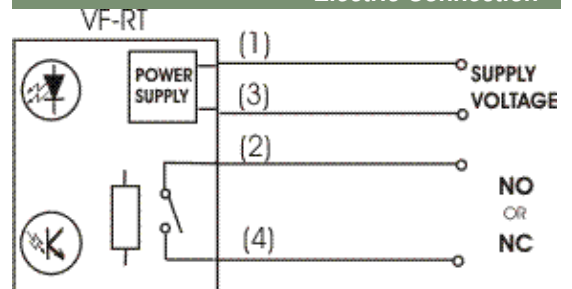 Electric Connection
VF-RT
(1)
POWER
SUPPLY
SUPPLY
VOLTAGE
(3)
(2)
NO
OR
NC
(4)